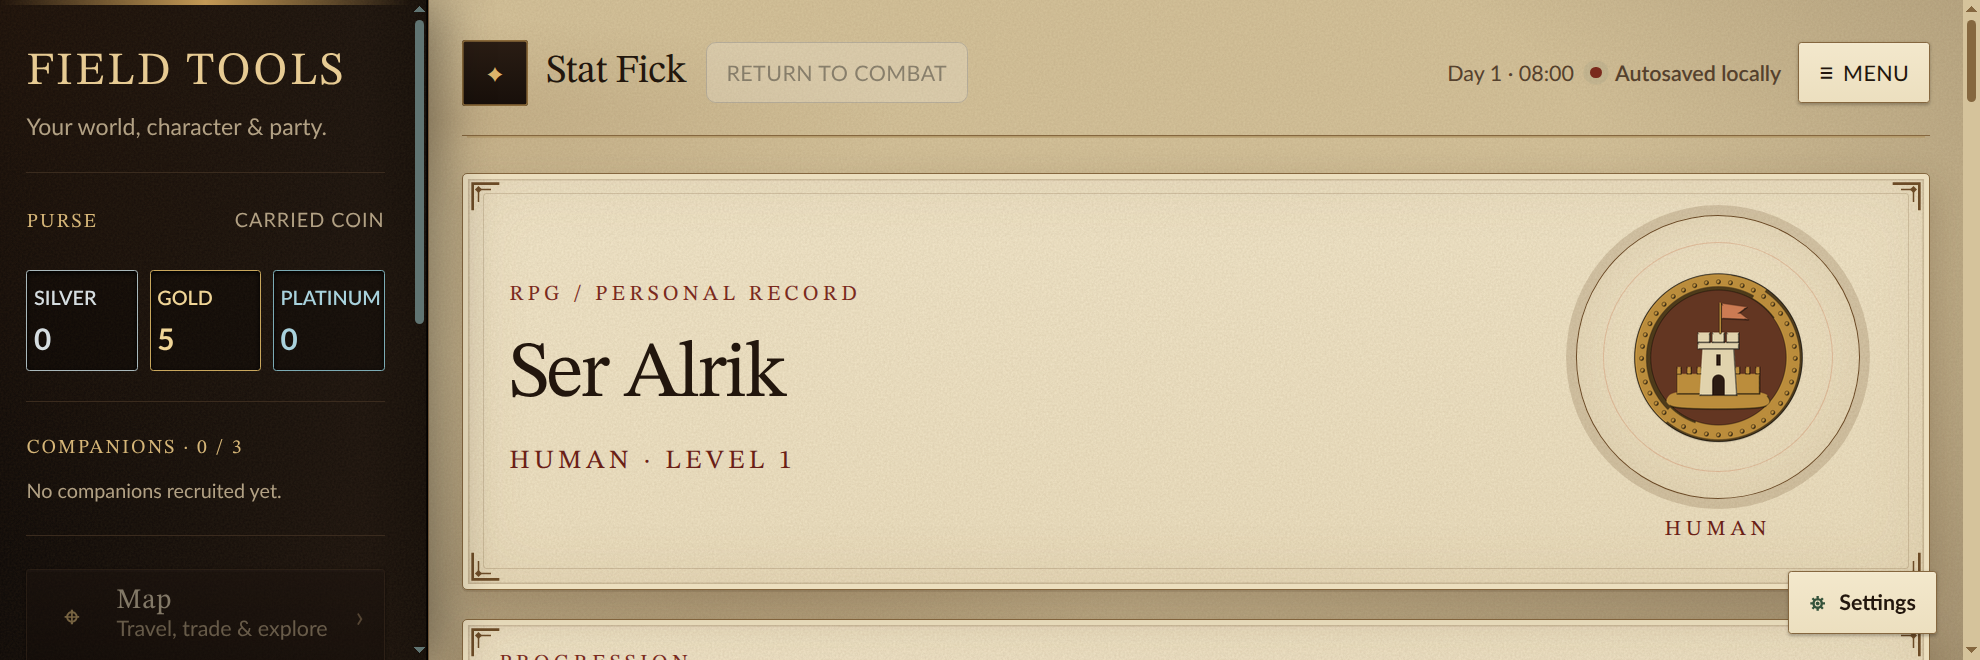 FIELD TOOLS
Your world, character & party.
PURSE CARRIED COIN
SILVER GOLD PLATINUM
0 5 0
COMPANIONS · 0 / 3
No companions recruited yet.
Map
Travel, trade & explore
Stat Fick RETURN TO COMBAT Day 1 · 08:00 Autosaved locally ☰ MENU
RPG / PERSONAL RECORD
Ser Alrik
HUMAN · LEVEL 1
HUMAN
Settings
PROGRESSION